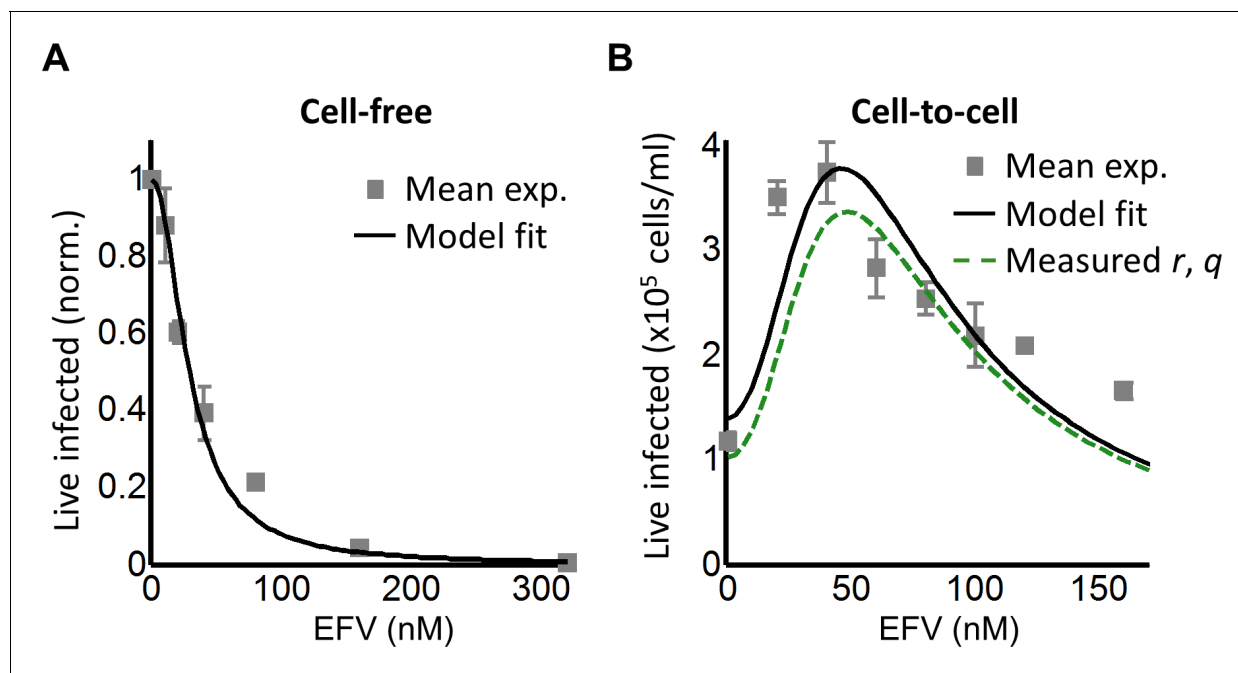 A
Cell-free
Live infected (norm.)
1
0.8
0.6
0.4
0.2
0
Mean exp.
Model fit
0 100 200 300
EFV (nM)
B
Cell-to-cell
Live infected (x10⁵ cells/ml)
4
3
2
1
0
Mean exp.
Model fit
Measured r, q
0 50 100 150
EFV (nM)